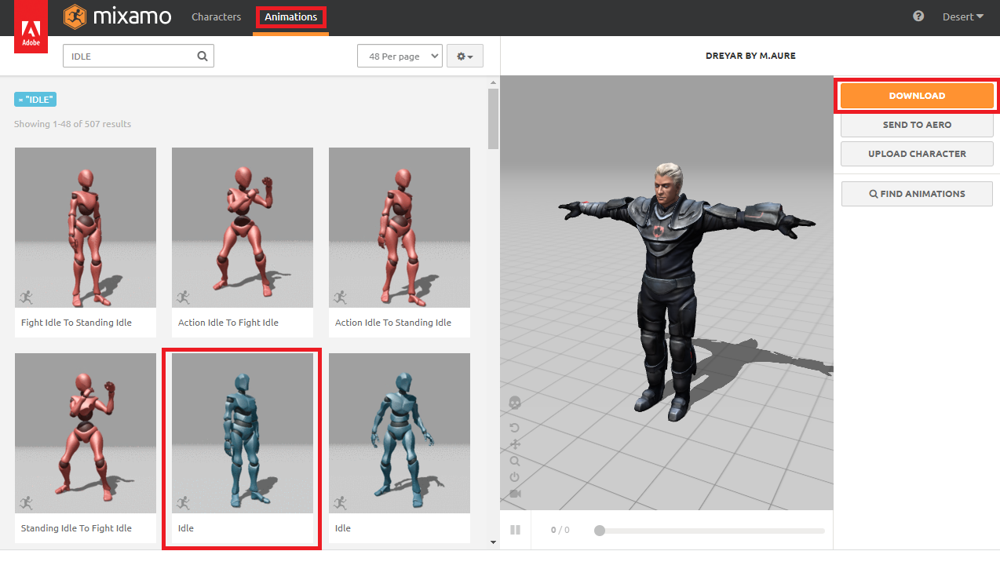 Adobe
mixamo
Characters
Animations
Desert
IDLE
48 Per page
DREYAR BY M.AURE
× "IDLE"
Showing 1-48 of 507 results
DOWNLOAD
SEND TO AERO
UPLOAD CHARACTER
FIND ANIMATIONS
Fight Idle To Standing Idle
Action Idle To Fight Idle
Action Idle To Standing Idle
Standing Idle To Fight Idle
Idle
Idle
0 / 0